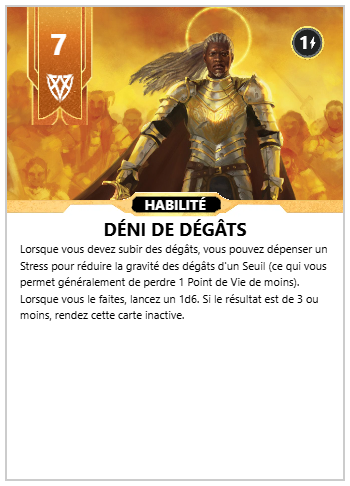 7
1
HABILITÉ
DÉNI DE DÉGÂTS
Lorsque vous devez subir des dégâts, vous pouvez dépenser un
Stress pour réduire la gravité des dégâts d'un Seuil (ce qui vous
permet généralement de perdre 1 Point de Vie de moins).
Lorsque vous le faites, lancez un 1d6. Si le résultat est de 3 ou
moins, rendez cette carte inactive.